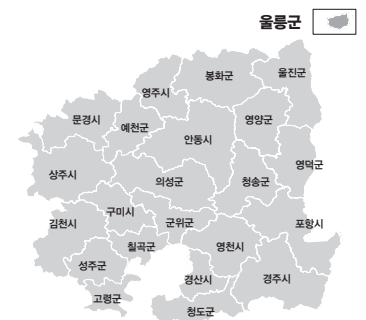 울릉군
봉화군
울진군
영주시
문경시
예천군
영양군
안동시
영덕군
상주시
의성군
청송군
구미시
김천시
군위군
포항시
칠곡군
영천시
성주군
경산시
경주시
고령군
청도군